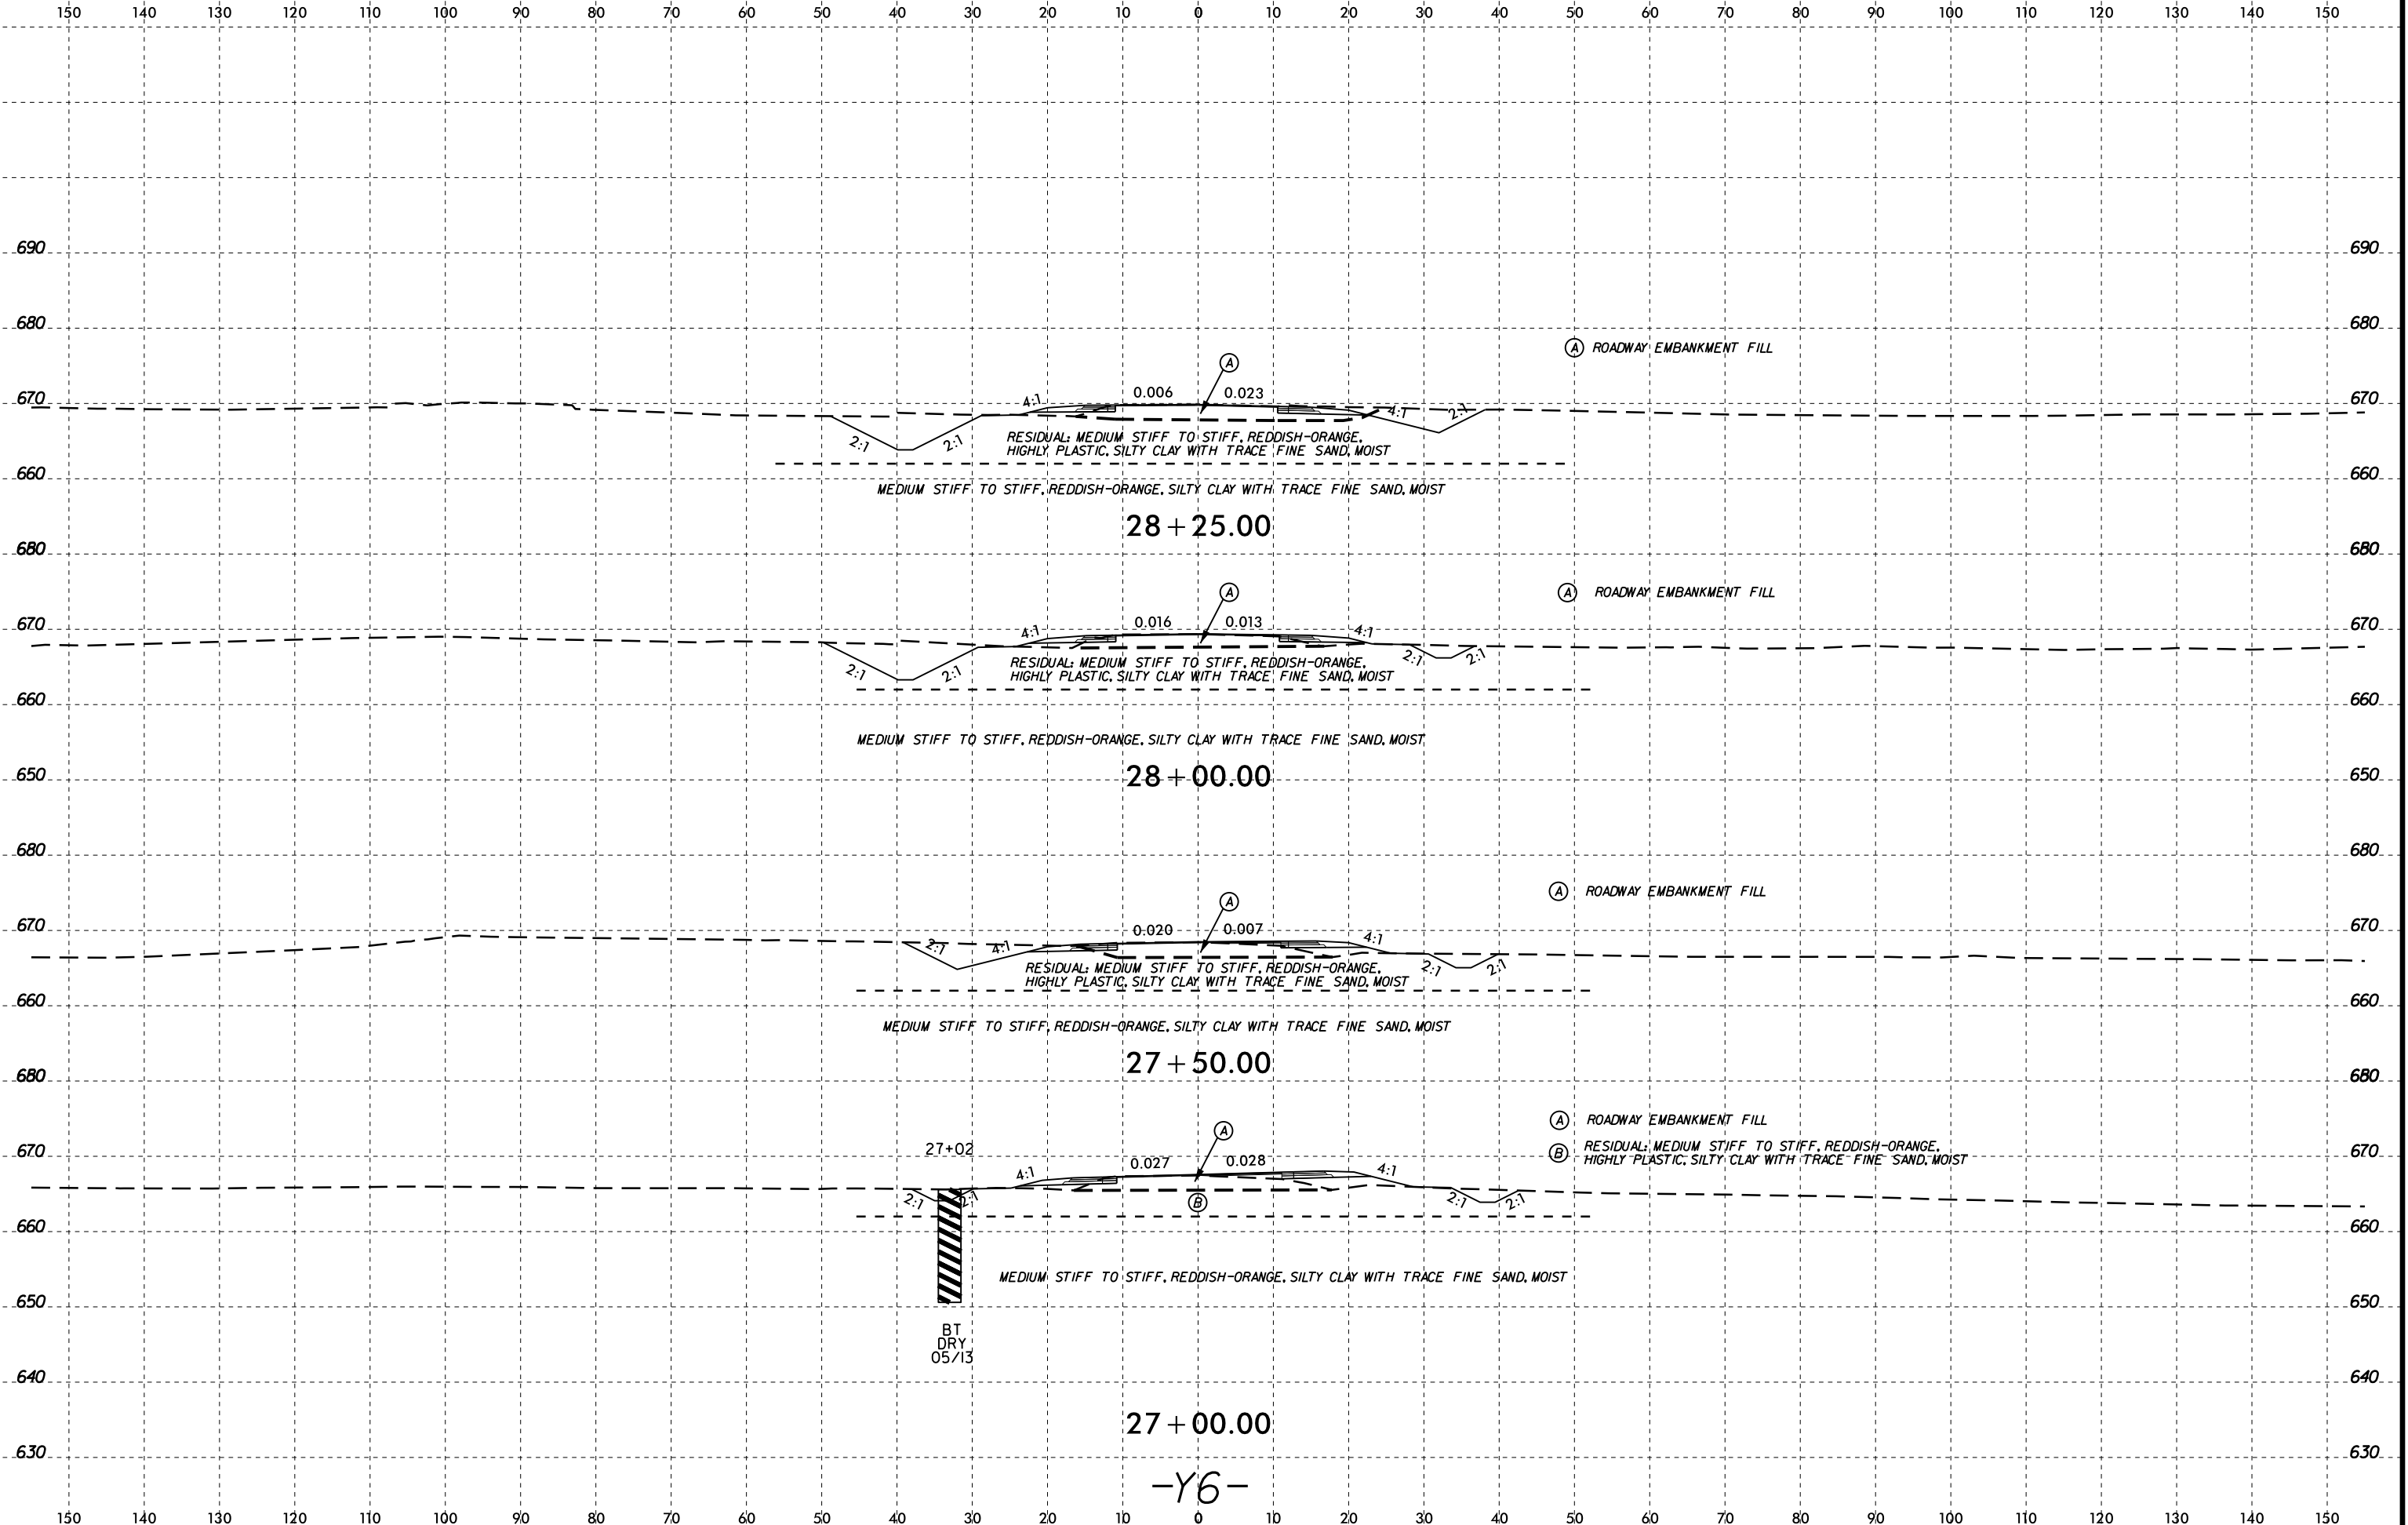 150 140 130 120 110 100 90 80 70 60 50 40 30 20 10 0 10 20 30 40 50 60 70 80 90 100 110 120 130 140 150
690 690
680 680
Ⓐ ROADWAY EMBANKMENT FILL
Ⓐ
670 4:1 0.006 0.023 4:1 2:1 670
2:1 2:1 RESIDUAL: MEDIUM STIFF TO STIFF, REDDISH-ORANGE,
HIGHLY PLASTIC, SILTY CLAY WITH TRACE FINE SAND, MOIST
660 660
MEDIUM STIFF TO STIFF, REDDISH-ORANGE, SILTY CLAY WITH TRACE FINE SAND, MOIST
28+25.00
680 680
Ⓐ Ⓐ ROADWAY EMBANKMENT FILL
670 4:1 0.016 0.013 4:1 670
2:1 2:1 RESIDUAL: MEDIUM STIFF TO STIFF, REDDISH-ORANGE, 2:1 2:1
HIGHLY PLASTIC, SILTY CLAY WITH TRACE FINE SAND, MOIST
660 660
MEDIUM STIFF TO STIFF, REDDISH-ORANGE, SILTY CLAY WITH TRACE FINE SAND, MOIST
650 28+00.00 650
680 680
Ⓐ ROADWAY EMBANKMENT FILL
Ⓐ
670 0.020 0.007 670
2:1 4:1 4:1
RESIDUAL: MEDIUM STIFF TO STIFF, REDDISH-ORANGE, 2:1 2:1
HIGHLY PLASTIC, SILTY CLAY WITH TRACE FINE SAND, MOIST
660 660
MEDIUM STIFF TO STIFF, REDDISH-ORANGE, SILTY CLAY WITH TRACE FINE SAND, MOIST
27+50.00
680 680
Ⓐ ROADWAY EMBANKMENT FILL
Ⓐ
670 27+02 Ⓑ RESIDUAL: MEDIUM STIFF TO STIFF, REDDISH-ORANGE, 670
HIGHLY PLASTIC, SILTY CLAY WITH TRACE FINE SAND, MOIST
4:1 0.027 0.028 4:1
2:1 2:1 Ⓑ 2:1 2:1
660 660
MEDIUM STIFF TO STIFF, REDDISH-ORANGE, SILTY CLAY WITH TRACE FINE SAND, MOIST
650 650
BT
DRY
05/13
640 640
27+00.00
630 630
-Y6-
150 140 130 120 110 100 90 80 70 60 50 40 30 20 10 0 10 20 30 40 50 60 70 80 90 100 110 120 130 140 150